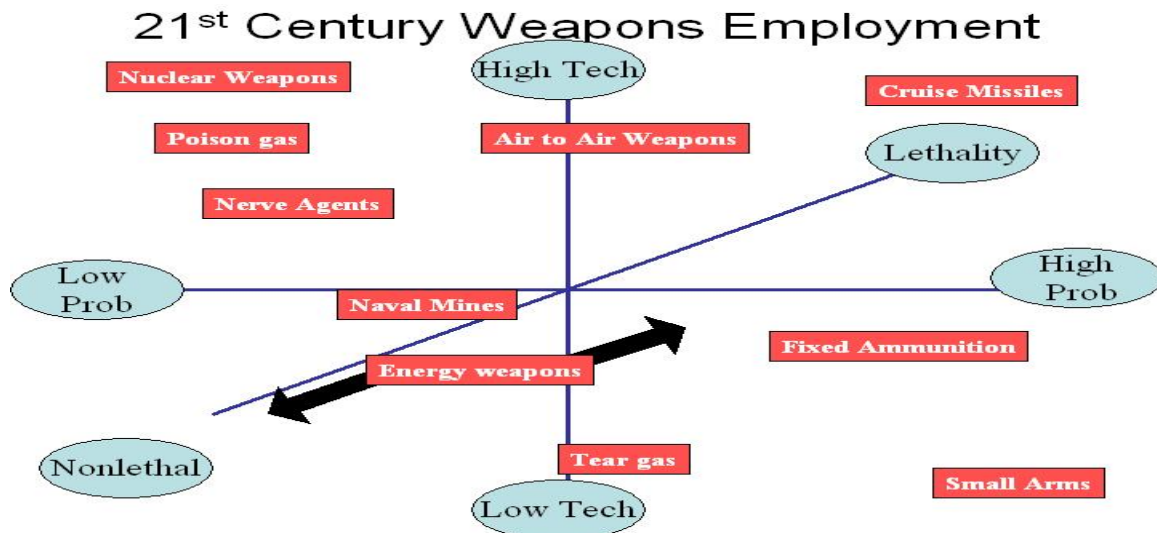 21st Century Weapons Employment
Nuclear Weapons
High Tech
Cruise Missiles
Poison gas
Air to Air Weapons
Lethality
Nerve Agents
Low
Prob
High
Prob
Naval Mines
Fixed Ammunition
Energy weapons
Nonlethal
Tear gas
Small Arms
Low Tech